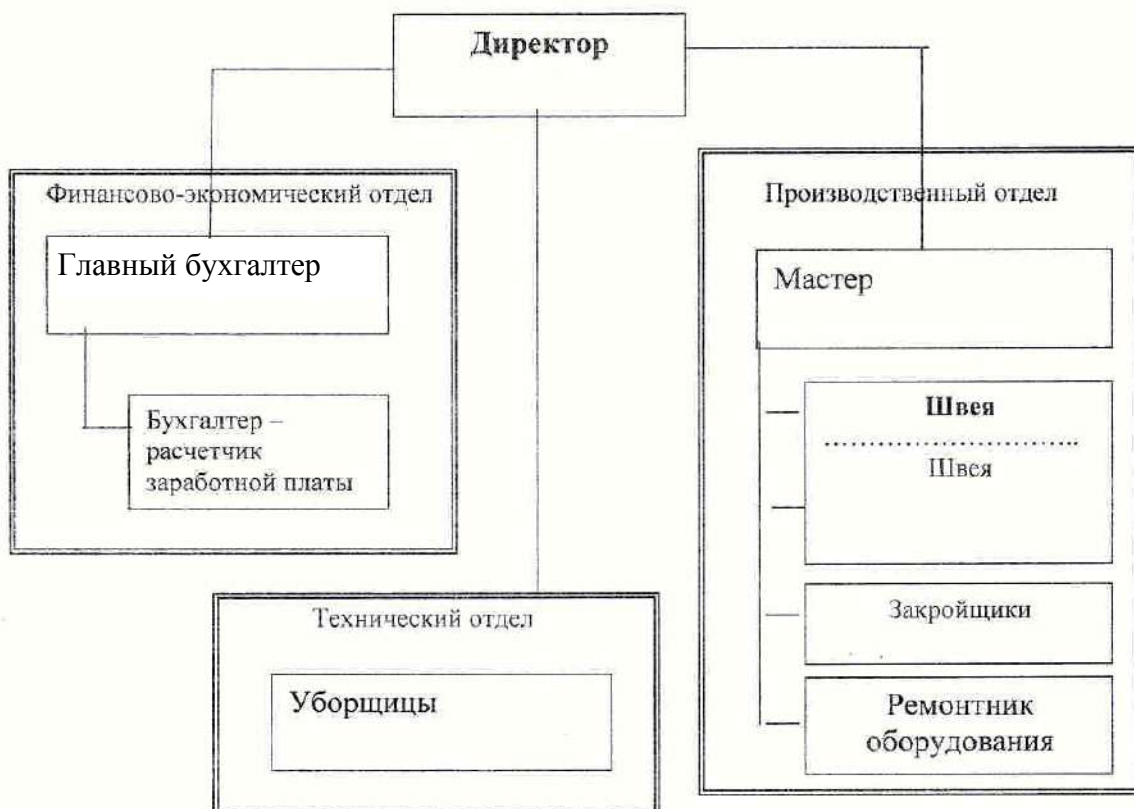 Директор
Финансово-экономический отдел
Главный бухгалтер
Бухгалтер –
расчетчик
заработной платы
Технический отдел
Уборщицы
Производственный отдел
Мастер
Швея
................................
Швея
Закройщики
Ремонтник
оборудования